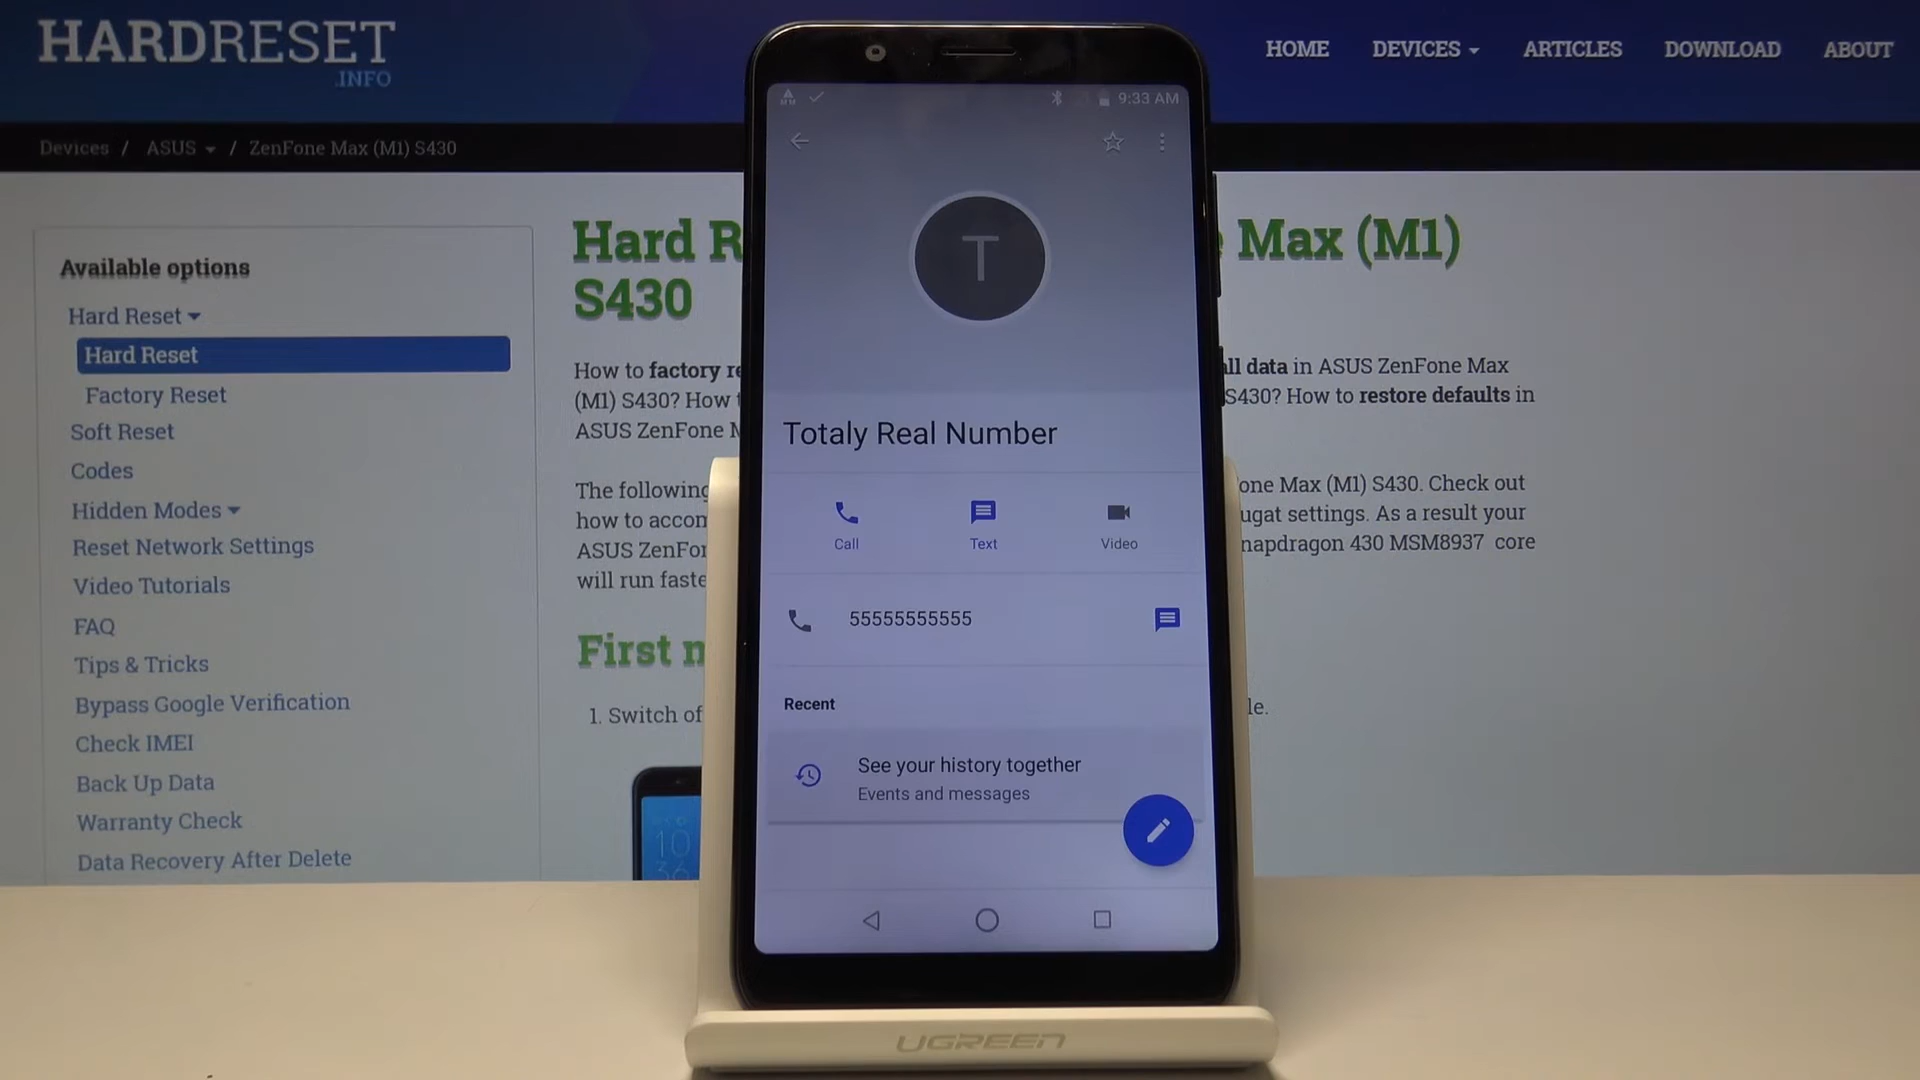 HARDRESET
.INFO
HOME DEVICES ARTICLES DOWNLOAD ABOUT
Devices / ASUS / ZenFone Max (M1) S430
Available options
Hard Reset
Hard Reset
Factory Reset
Soft Reset
Codes
Hidden Modes
Reset Network Settings
Video Tutorials
FAQ
Tips & Tricks
Bypass Google Verification
Check IMEI
Back Up Data
Warranty Check
Data Recovery After Delete
Hard R
Max (M1)
S430
How to factory re
ll data in ASUS ZenFone Max
(M1) S430? How
S430? How to restore defaults in
ASUS ZenFone M
The following
one Max (M1) S430. Check out
how to accom
ugat settings. As a result your
ASUS ZenFor
napdragon 430 MSM8937 core
will run faste
First m
1. Switch of
le.
9:33 AM
T
Totaly Real Number
Call Text Video
55555555555
Recent
See your history together
Events and messages
UGREEN